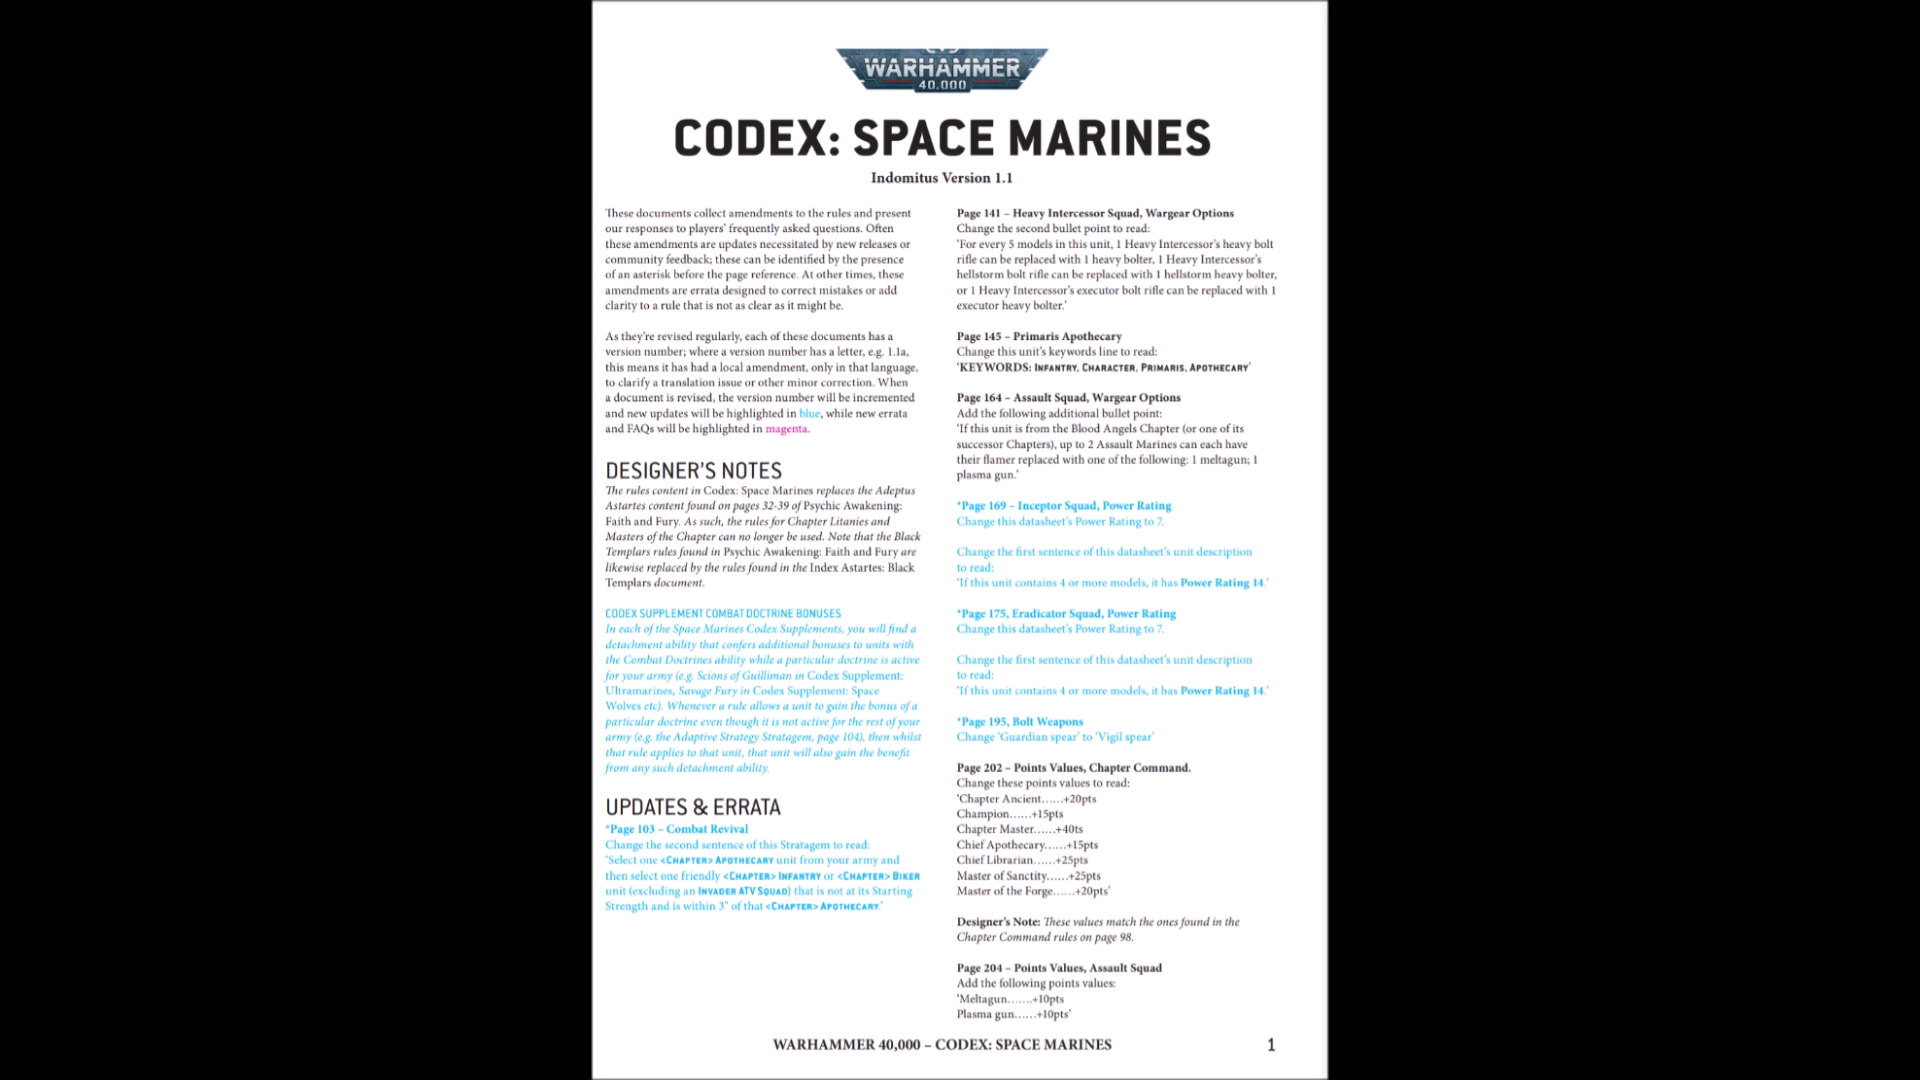 WARHAMMER
40,000
CODEX: SPACE MARINES
Indomitus Version 1.1
These documents collect amendments to the rules and present
our responses to players' frequently asked questions. Often
these amendments are updates necessitated by new releases or
community feedback; these can be identified by the presence
of an asterisk before the page reference. At other times, these
amendments are errata designed to correct mistakes or add
clarity to a rule that is not as clear as it might be.
As they're revised regularly, each of these documents has a
version number; where a version number has a letter, e.g. 1.1a,
this means it has had a local amendment, only in that language,
to clarify a translation issue or other minor correction. When
a document is revised, the version number will be incremented
and new updates will be highlighted in blue, while new errata
and FAQs will be highlighted in magenta.
DESIGNER'S NOTES
The rules content in Codex: Space Marines replaces the Adeptus
Astartes content found on pages 32-39 of Psychic Awakening:
Faith and Fury. As such, the rules for Chapter Litanies and
Masters of the Chapter can no longer be used. Note that the Black
Templars rules found in Psychic Awakening: Faith and Fury are
likewise replaced by the rules found in the Index Astartes: Black
Templars document.
CODEX SUPPLEMENT COMBAT DOCTRINE BONUSES
In each of the Space Marines Codex Supplements, you will find a
detachment ability that confers additional bonuses to units with
the Combat Doctrines ability while a particular doctrine is active
for your army (e.g. Scions of Guilliman in Codex Supplement:
Ultramarines, Savage Fury in Codex Supplement: Space
Wolves etc). Whenever a rule allows a unit to gain the bonus of a
particular doctrine even though it is not active for the rest of your
army (e.g. the Adaptive Strategy Stratagem, page 104), then whilst
that rule applies to that unit, that unit will also gain the benefit
from any such detachment ability.
UPDATES & ERRATA
*Page 103 – Combat Revival
Change the second sentence of this Stratagem to read:
'Select one <CHAPTER> APOTHECARY unit from your army and
then select one friendly <CHAPTER> INFANTRY or <CHAPTER> BIKER
unit (excluding an INVADER ATV SQUAD) that is not at its Starting
Strength and is within 3" of that <CHAPTER> APOTHECARY.'
Page 141 – Heavy Intercessor Squad, Wargear Options
Change the second bullet point to read:
'For every 5 models in this unit, 1 Heavy Intercessor's heavy bolt
rifle can be replaced with 1 heavy bolter, 1 Heavy Intercessor's
hellstorm bolt rifle can be replaced with 1 hellstorm heavy bolter,
or 1 Heavy Intercessor's executor bolt rifle can be replaced with 1
executor heavy bolter.'
Page 145 – Primaris Apothecary
Change this unit's keywords line to read:
'KEYWORDS: INFANTRY, CHARACTER, PRIMARIS, APOTHECARY'
Page 164 – Assault Squad, Wargear Options
Add the following additional bullet point:
'If this unit is from the Blood Angels Chapter (or one of its
successor Chapters), up to 2 Assault Marines can each have
their flamer replaced with one of the following: 1 meltagun; 1
plasma gun.'
*Page 169 – Inceptor Squad, Power Rating
Change this datasheet's Power Rating to 7.
Change the first sentence of this datasheet's unit description
to read:
'If this unit contains 4 or more models, it has Power Rating 14.'
*Page 175, Eradicator Squad, Power Rating
Change this datasheet's Power Rating to 7.
Change the first sentence of this datasheet's unit description
to read:
'If this unit contains 4 or more models, it has Power Rating 14.'
*Page 195, Bolt Weapons
Change 'Guardian spear' to 'Vigil spear'
Page 202 – Points Values, Chapter Command.
Change these points values to read:
'Chapter Ancient……+20pts
Champion……+15pts
Chapter Master……+40ts
Chief Apothecary……+15pts
Chief Librarian……+25pts
Master of Sanctity……+25pts
Master of the Forge……+20pts'
Designer's Note: These values match the ones found in the
Chapter Command rules on page 98.
Page 204 – Points Values, Assault Squad
Add the following points values:
'Meltagun…….+10pts
Plasma gun……+10pts'
WARHAMMER 40,000 – CODEX: SPACE MARINES
1